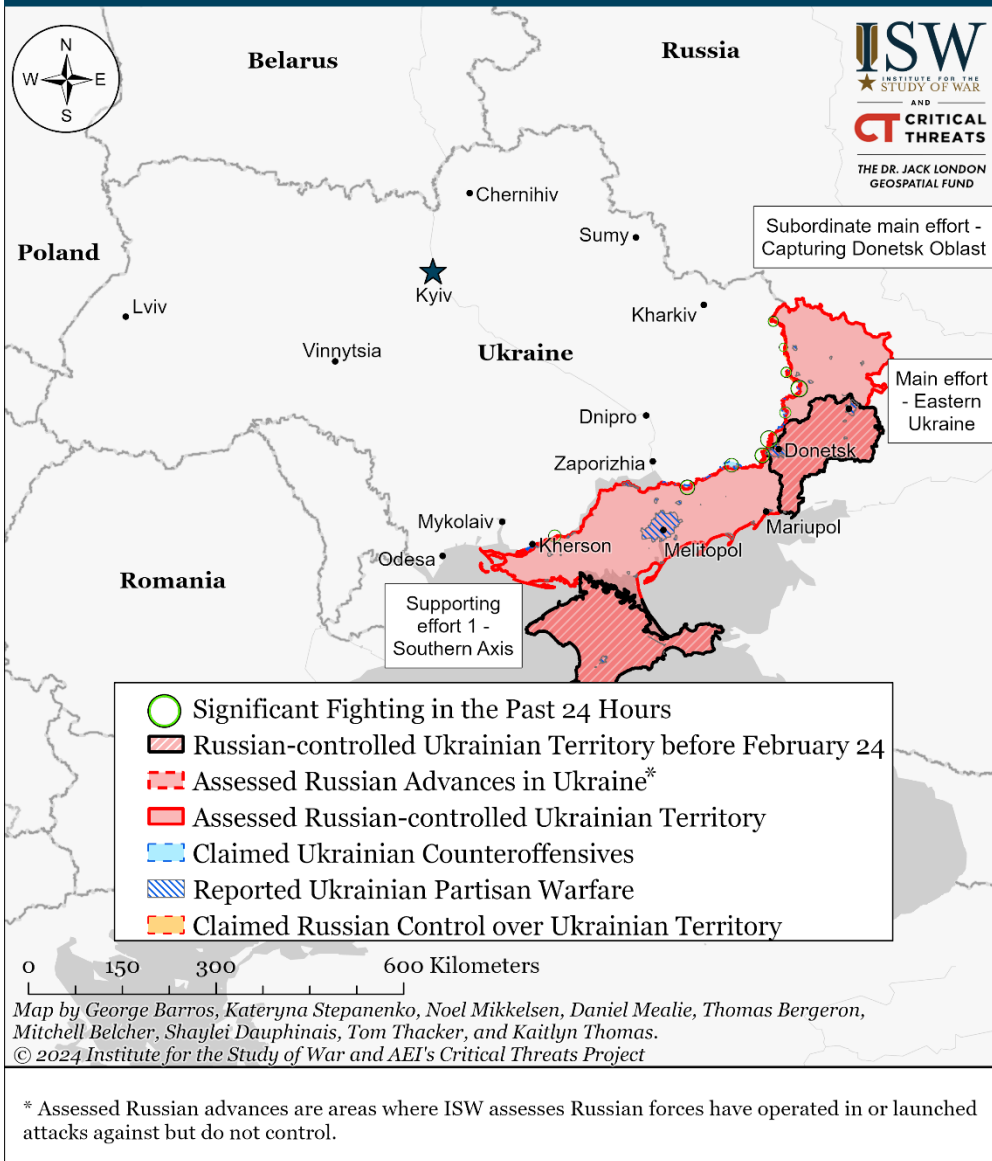 N
W E
S
Belarus
Russia
ISW
INSTITUTE FOR THE
STUDY OF WAR
AND
CT CRITICAL
THREATS
THE DR. JACK LONDON
GEOSPATIAL FUND
Chernihiv
Sumy
Subordinate main effort -
Capturing Donetsk Oblast
Poland
Kyiv
Lviv
Kharkiv
Vinnytsia
Ukraine
Main effort
- Eastern
Ukraine
Dnipro
Donetsk
Zaporizhia
Mykolaiv
Mariupol
Kherson
Melitopol
Odesa
Romania
Supporting
effort 1 -
Southern Axis
Significant Fighting in the Past 24 Hours
Russian-controlled Ukrainian Territory before February 24
Assessed Russian Advances in Ukraine*
Assessed Russian-controlled Ukrainian Territory
Claimed Ukrainian Counteroffensives
Reported Ukrainian Partisan Warfare
Claimed Russian Control over Ukrainian Territory
0 150 300 600 Kilometers
Map by George Barros, Kateryna Stepanenko, Noel Mikkelsen, Daniel Mealie, Thomas Bergeron,
Mitchell Belcher, Shaylei Dauphinais, Tom Thacker, and Kaitlyn Thomas.
© 2024 Institute for the Study of War and AEI's Critical Threats Project
* Assessed Russian advances are areas where ISW assesses Russian forces have operated in or launched
attacks against but do not control.